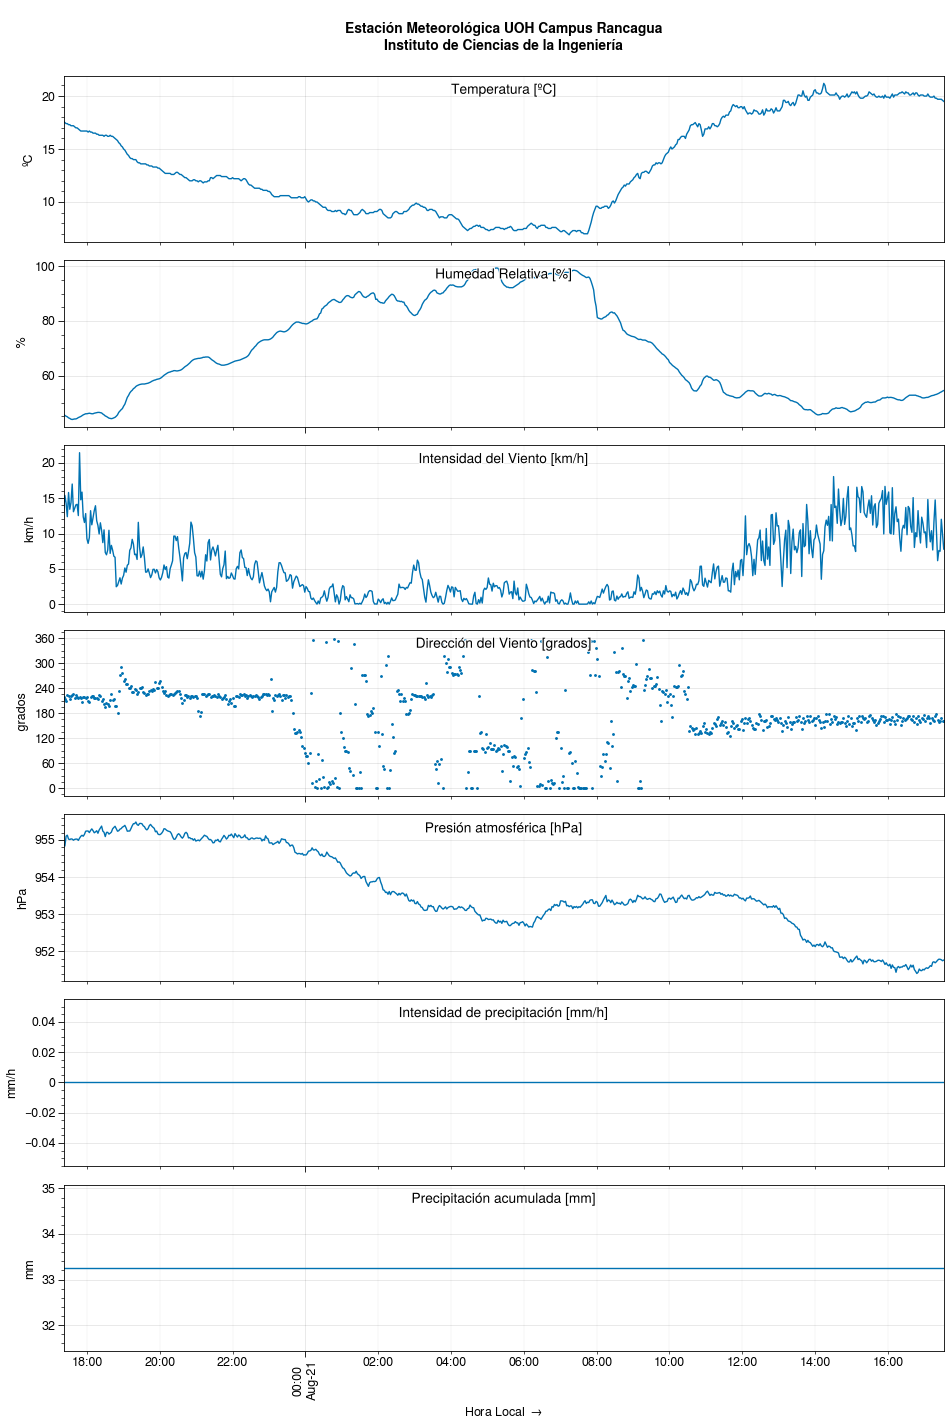 Estación Meteorológica UOH Campus Rancagua
Instituto de Ciencias de la Ingeniería
Temperatura [ºC]
ºC
20
15
10
Humedad Relativa [%]
%
100
80
60
Intensidad del Viento [km/h]
km/h
20
15
10
5
0
Dirección del Viento [grados]
grados
360
300
240
180
120
60
0
Presión atmosférica [hPa]
hPa
955
954
953
952
Intensidad de precipitación [mm/h]
mm/h
0.04
0.02
0
−0.02
−0.04
Precipitación acumulada [mm]
mm
35
34
33
32
18:00 20:00 22:00 00:00 02:00 04:00 06:00 08:00 10:00 12:00 14:00 16:00
Aug-21
Hora Local →